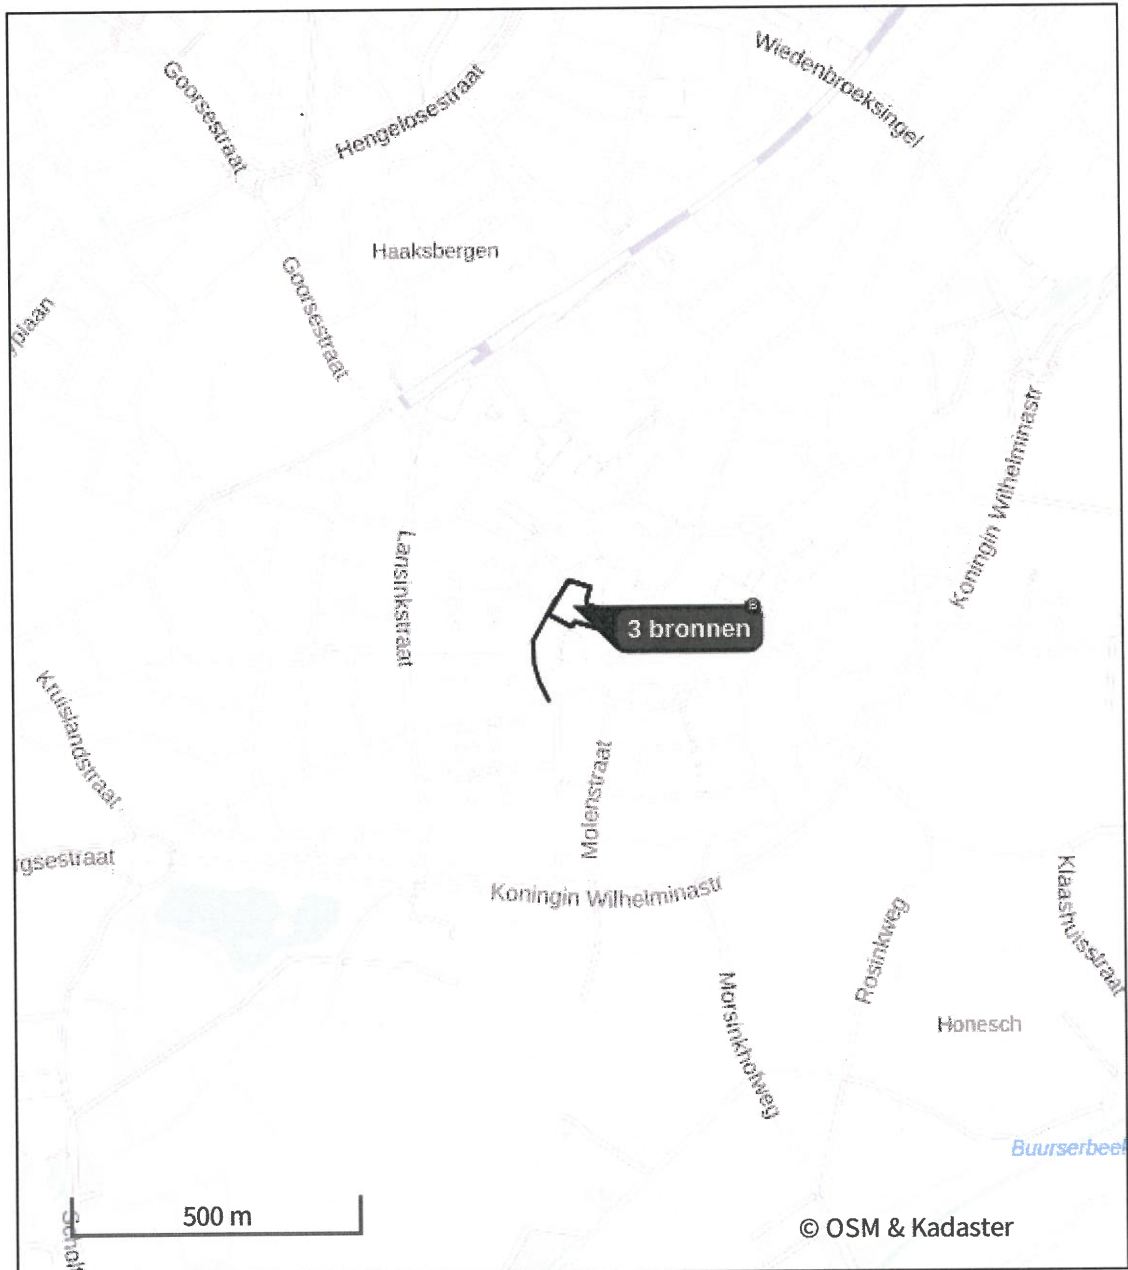 Wiedenbroeksingel
Goorsestraat
Hengelosestraat
Haaksbergen
Goorsestraat
Koningin Wilhelminastr
Lansinkstraat
3 bronnen
Kruislandstraat
Molenstraat
rgsestraat
Koningin Wilhelminastr
Klaashuisstraat
Rosinkweg
Morsinkhofweg
Honesch
Buurserbeek
500 m
© OSM & Kadaster